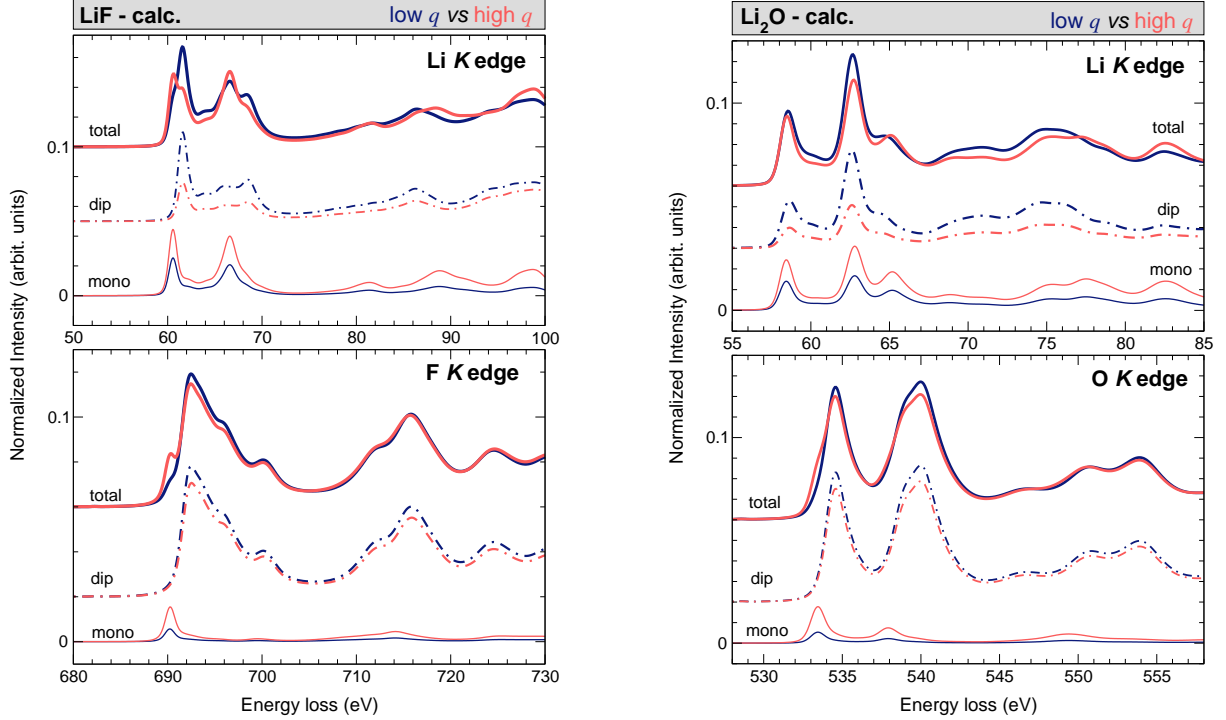 LiF - calc.
low q vs high q
Li K edge
total
0.1
dip
mono
0
50 60 70 80 90 100
F K edge
0.1
total
dip
mono
0
680 690 700 710 720 730
Energy loss (eV)
Normalized Intensity (arbit. units)
Li2O - calc.
low q vs high q
Li K edge
0.1
total
dip
mono
0
55 60 65 70 75 80 85
O K edge
0.1
total
dip
mono
0
530 535 540 545 550 555
Energy loss (eV)
Normalized Intensity (arbit. units)